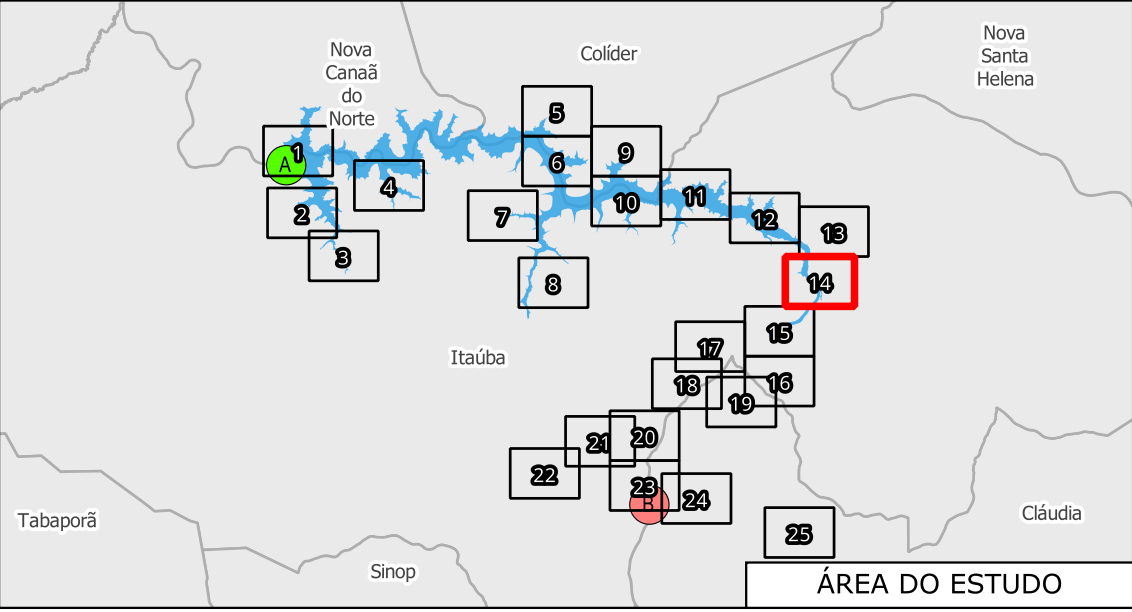 Nova
Canaã
do
Norte
Colíder
Nova
Santa
Helena
5
1
A
6
9
4
10
11
2
7
12
13
3
8
14
15
Itaúba
17
18
16
19
20
21
22
23
B
24
Tabaporã
Cláudia
25
Sinop
ÁREA DO ESTUDO